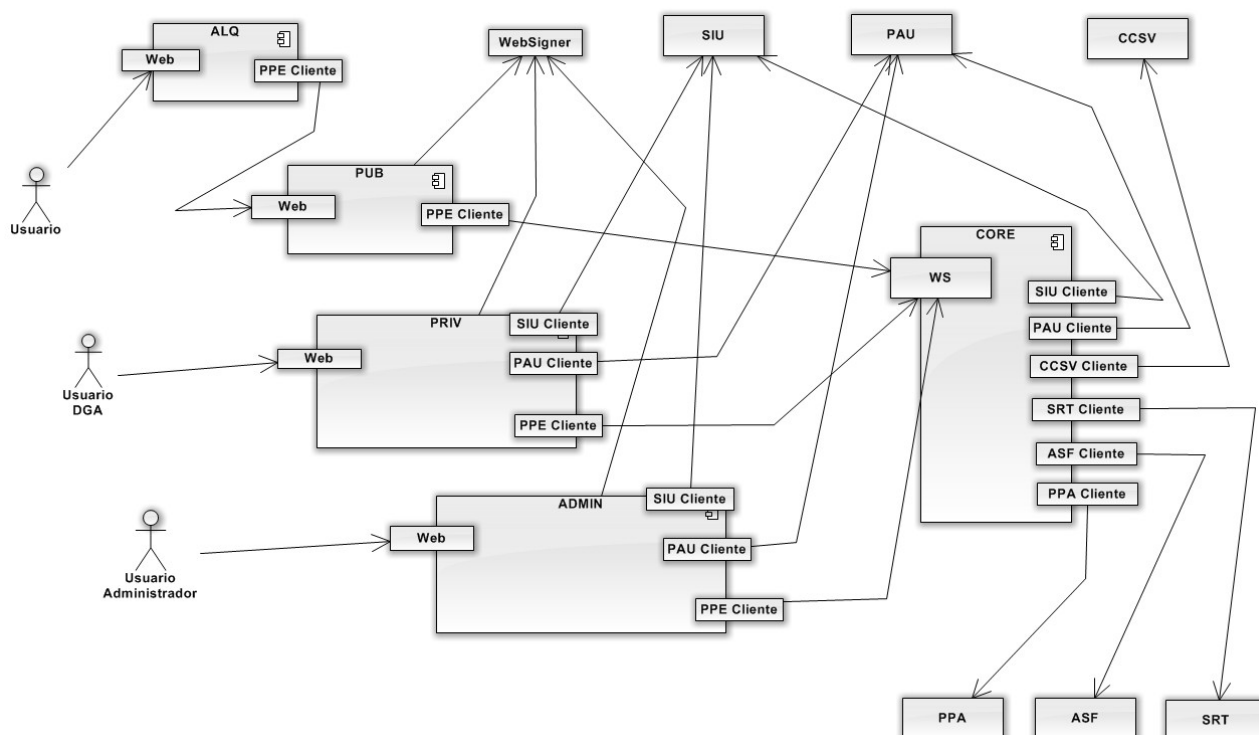 ALQ
Web
PPE Cliente
WebSigner
SIU
PAU
CCSV
Usuario
PUB
Web
PPE Cliente
CORE
WS
SIU Cliente
PAU Cliente
CCSV Cliente
SRT Cliente
ASF Cliente
PPA Cliente
PRIV
SIU Cliente
Web
PAU Cliente
PPE Cliente
Usuario
DGA
ADMIN
SIU Cliente
Web
PAU Cliente
PPE Cliente
Usuario
Administrador
PPA
ASF
SRT